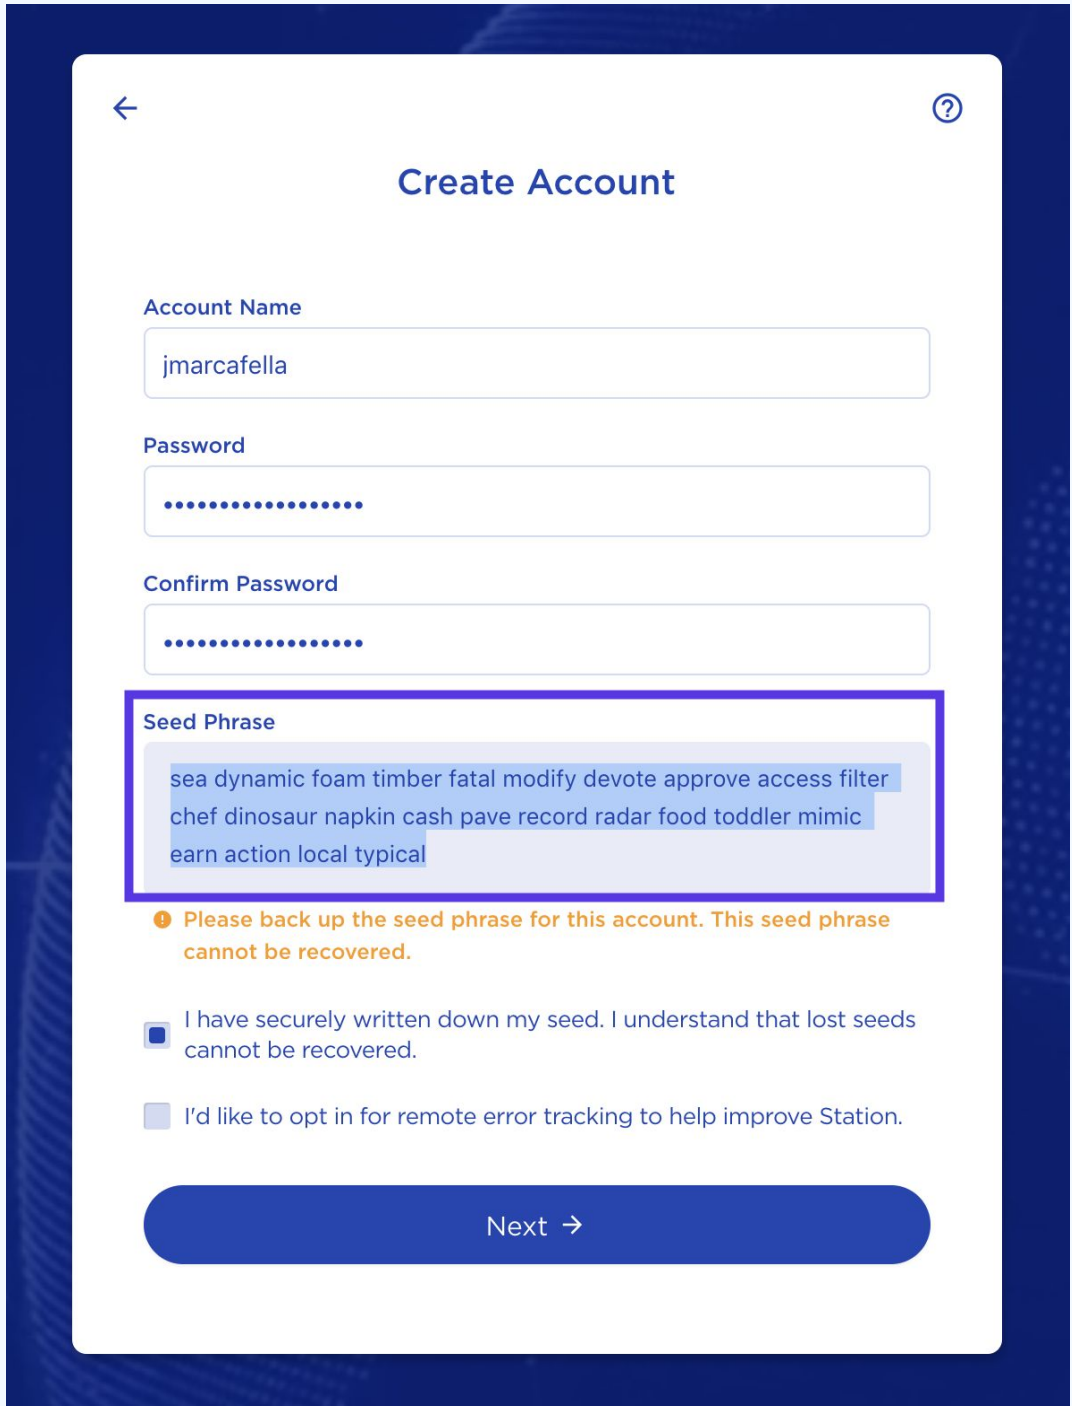 Create Account
Account Name
jmarcafella
Password
••••••••••••••••••
Confirm Password
••••••••••••••••••
Seed Phrase
sea dynamic foam timber fatal modify devote approve access filter
chef dinosaur napkin cash pave record radar food toddler mimic
earn action local typical
Please back up the seed phrase for this account. This seed phrase
cannot be recovered.
I have securely written down my seed. I understand that lost seeds
cannot be recovered.
I'd like to opt in for remote error tracking to help improve Station.
Next →